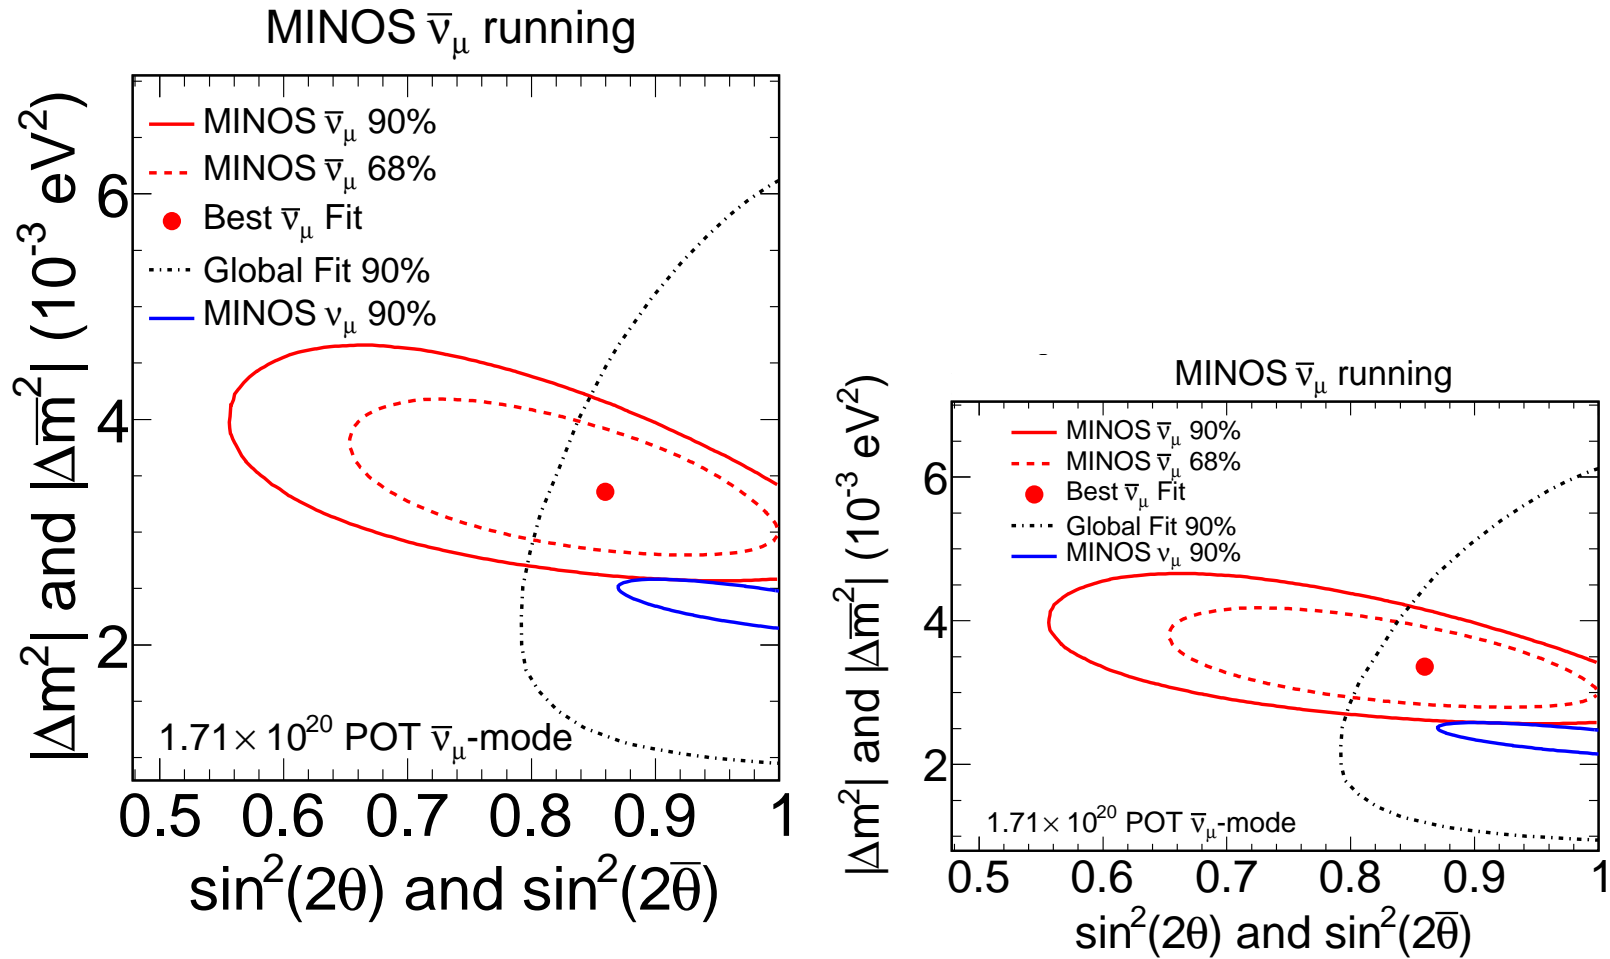 MINOS ν̅μ running
|Δm²| and |Δm̅²| (10⁻³ eV²)
MINOS ν̅μ 90%
MINOS ν̅μ 68%
Best ν̅μ Fit
Global Fit 90%
MINOS νμ 90%
6
4
2
1.71×10²⁰ POT ν̅μ-mode
0.5 0.6 0.7 0.8 0.9 1
sin²(2θ) and sin²(2θ̅)
MINOS ν̅μ running
|Δm²| and |Δm̅²| (10⁻³ eV²)
MINOS ν̅μ 90%
MINOS ν̅μ 68%
Best ν̅μ Fit
Global Fit 90%
MINOS νμ 90%
6
4
2
1.71×10²⁰ POT ν̅μ-mode
0.5 0.6 0.7 0.8 0.9 1
sin²(2θ) and sin²(2θ̅)